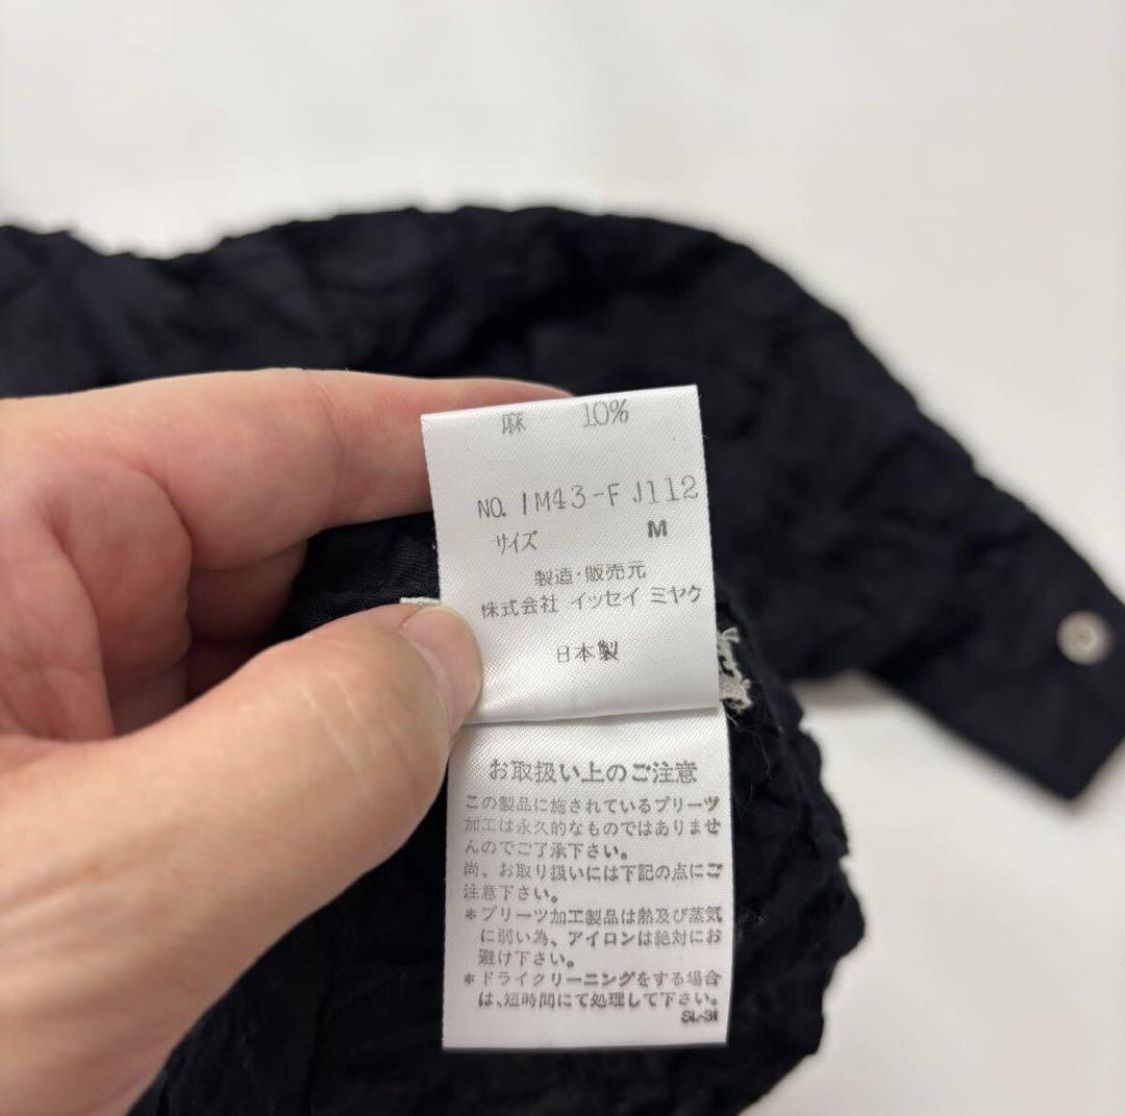 麻 10%
NO. IM43-FJ112
サイズ M
製造・販売元
株式会社 イッセイ ミヤケ
日本製
お取扱い上のご注意
この製品に施されているプリーツ
加工は永久的なものではありませ
んのでご了承下さい。
尚、お取り扱いには下記の点にご
注意下さい。
*プリーツ加工製品は熱及び蒸気
に弱い為、アイロンは絶対にお
避け下さい。
*ドライクリーニングをする場合
は、短時間にて処理して下さい。
SL-31